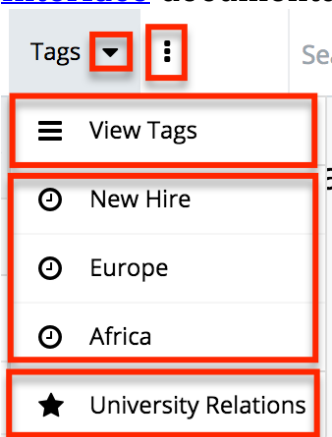 Tags
View Tags
New Hire
Europe
Africa
University Relations